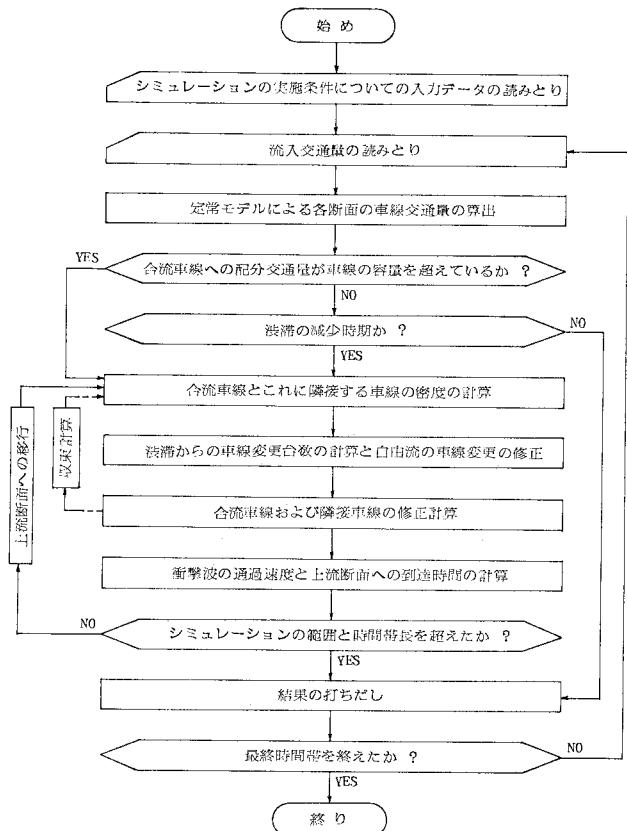 始め
シミュレーションの実施条件についての入力データの読みとり
流入交通量の読みとり
定常モデルによる各断面の車線交通量の算出
YES
合流車線への配分交通量が車線の容量を超えているか ?
NO
渋滞の減少時期か ?
NO
YES
合流車線とこれに隣接する車線の密度の計算
上流断面への移行
収束計算
渋滞からの車線変更台数の計算と自由流の車線変更の修正
合流車線および隣接車線の修正計算
衝撃波の通過速度と上流断面への到達時間の計算
NO
シミュレーションの範囲と時間帯長を超えたか ?
YES
結果の打ちだし
最終時間帯を終えたか ?
NO
YES
終り